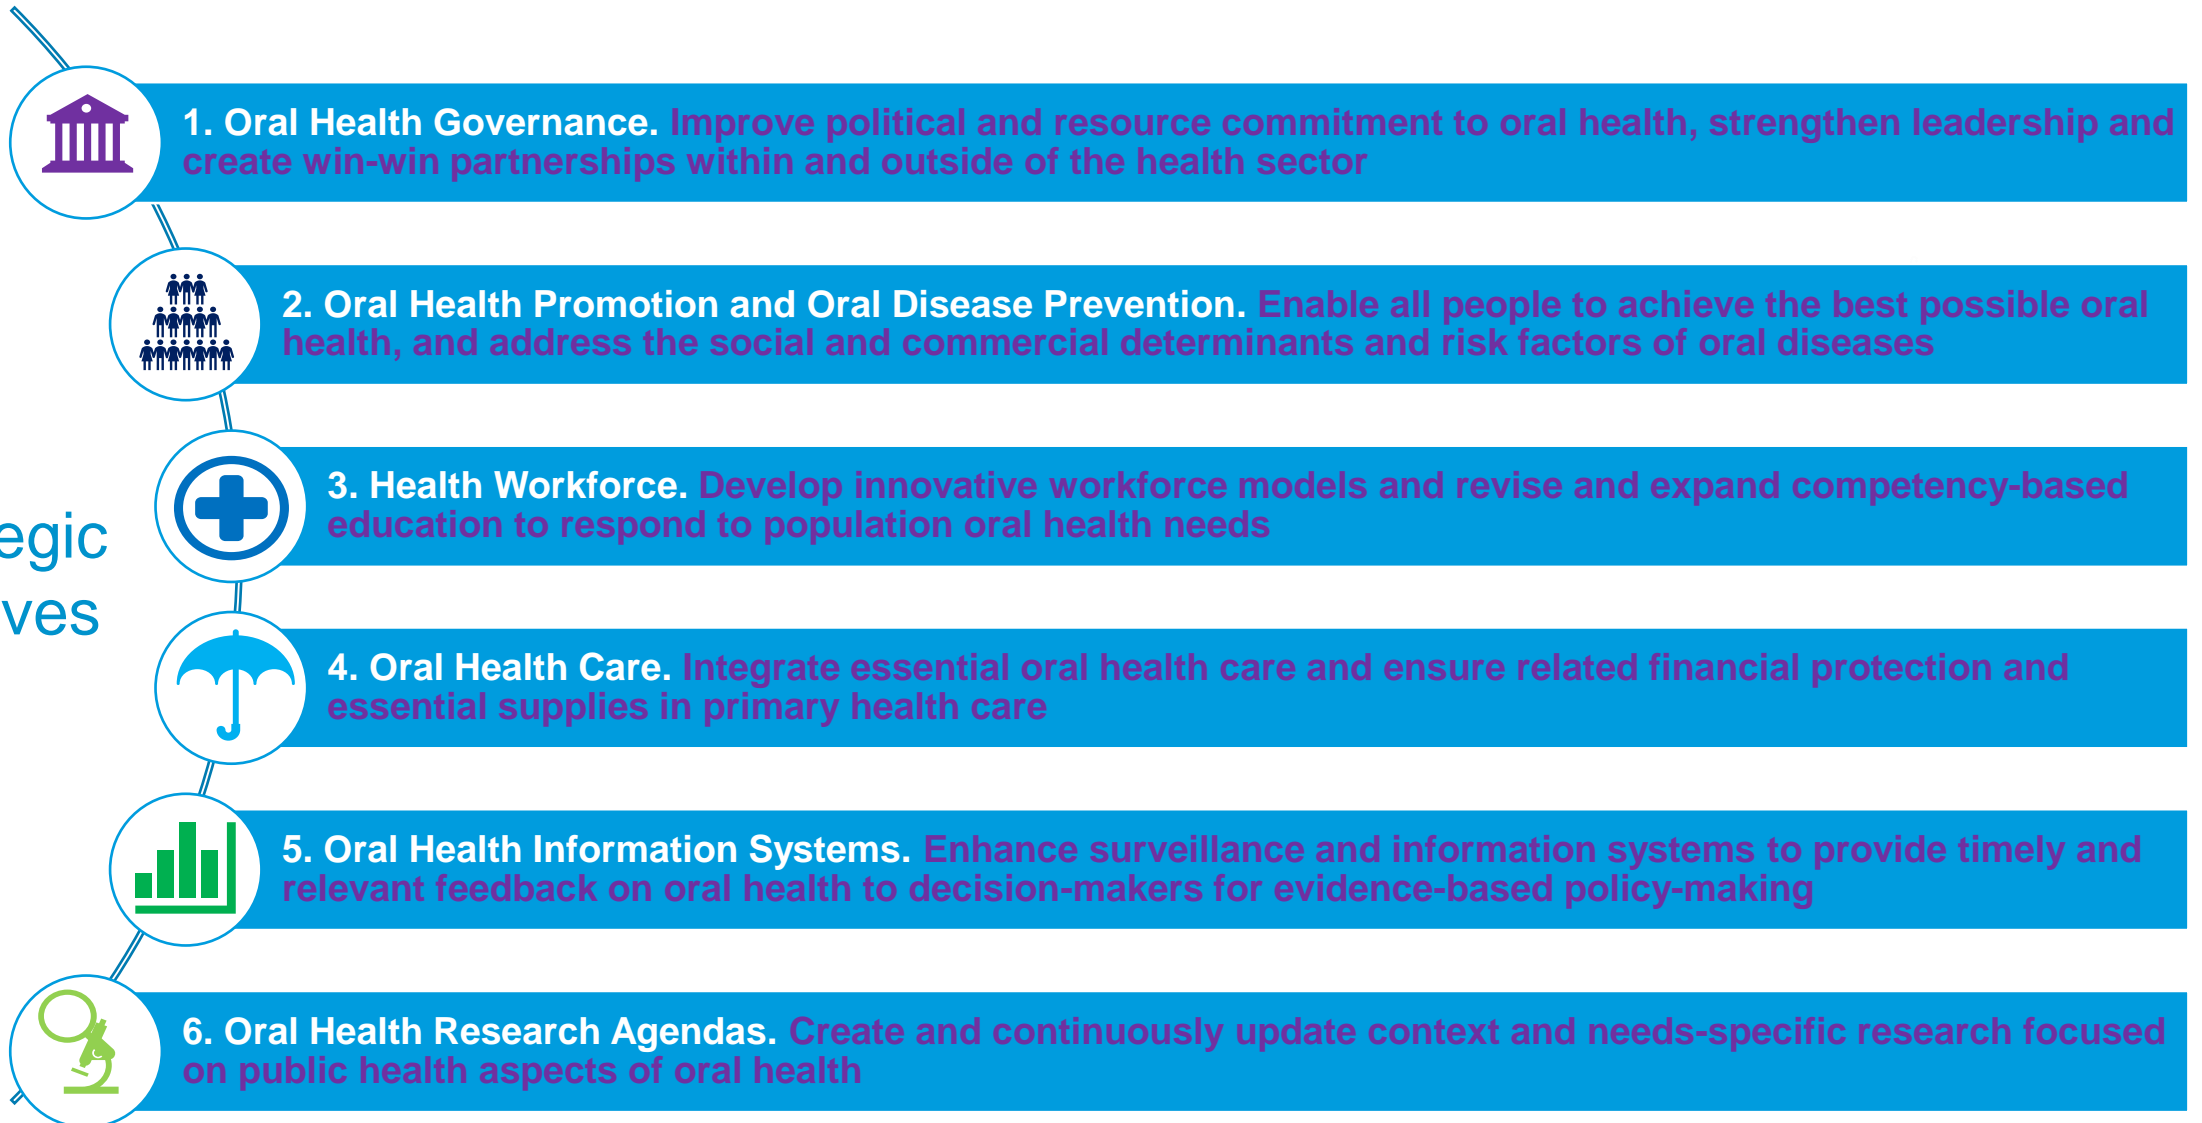 1. Oral Health Governance. Improve political and resource commitment to oral health, strengthen leadership and
create win-win partnerships within and outside of the health sector
2. Oral Health Promotion and Oral Disease Prevention. Enable all people to achieve the best possible oral
health, and address the social and commercial determinants and risk factors of oral diseases
3. Health Workforce. Develop innovative workforce models and revise and expand competency-based
education to respond to population oral health needs
egic
ves
4. Oral Health Care. Integrate essential oral health care and ensure related financial protection and
essential supplies in primary health care
5. Oral Health Information Systems. Enhance surveillance and information systems to provide timely and
relevant feedback on oral health to decision-makers for evidence-based policy-making
6. Oral Health Research Agendas. Create and continuously update context and needs-specific research focused
on public health aspects of oral health